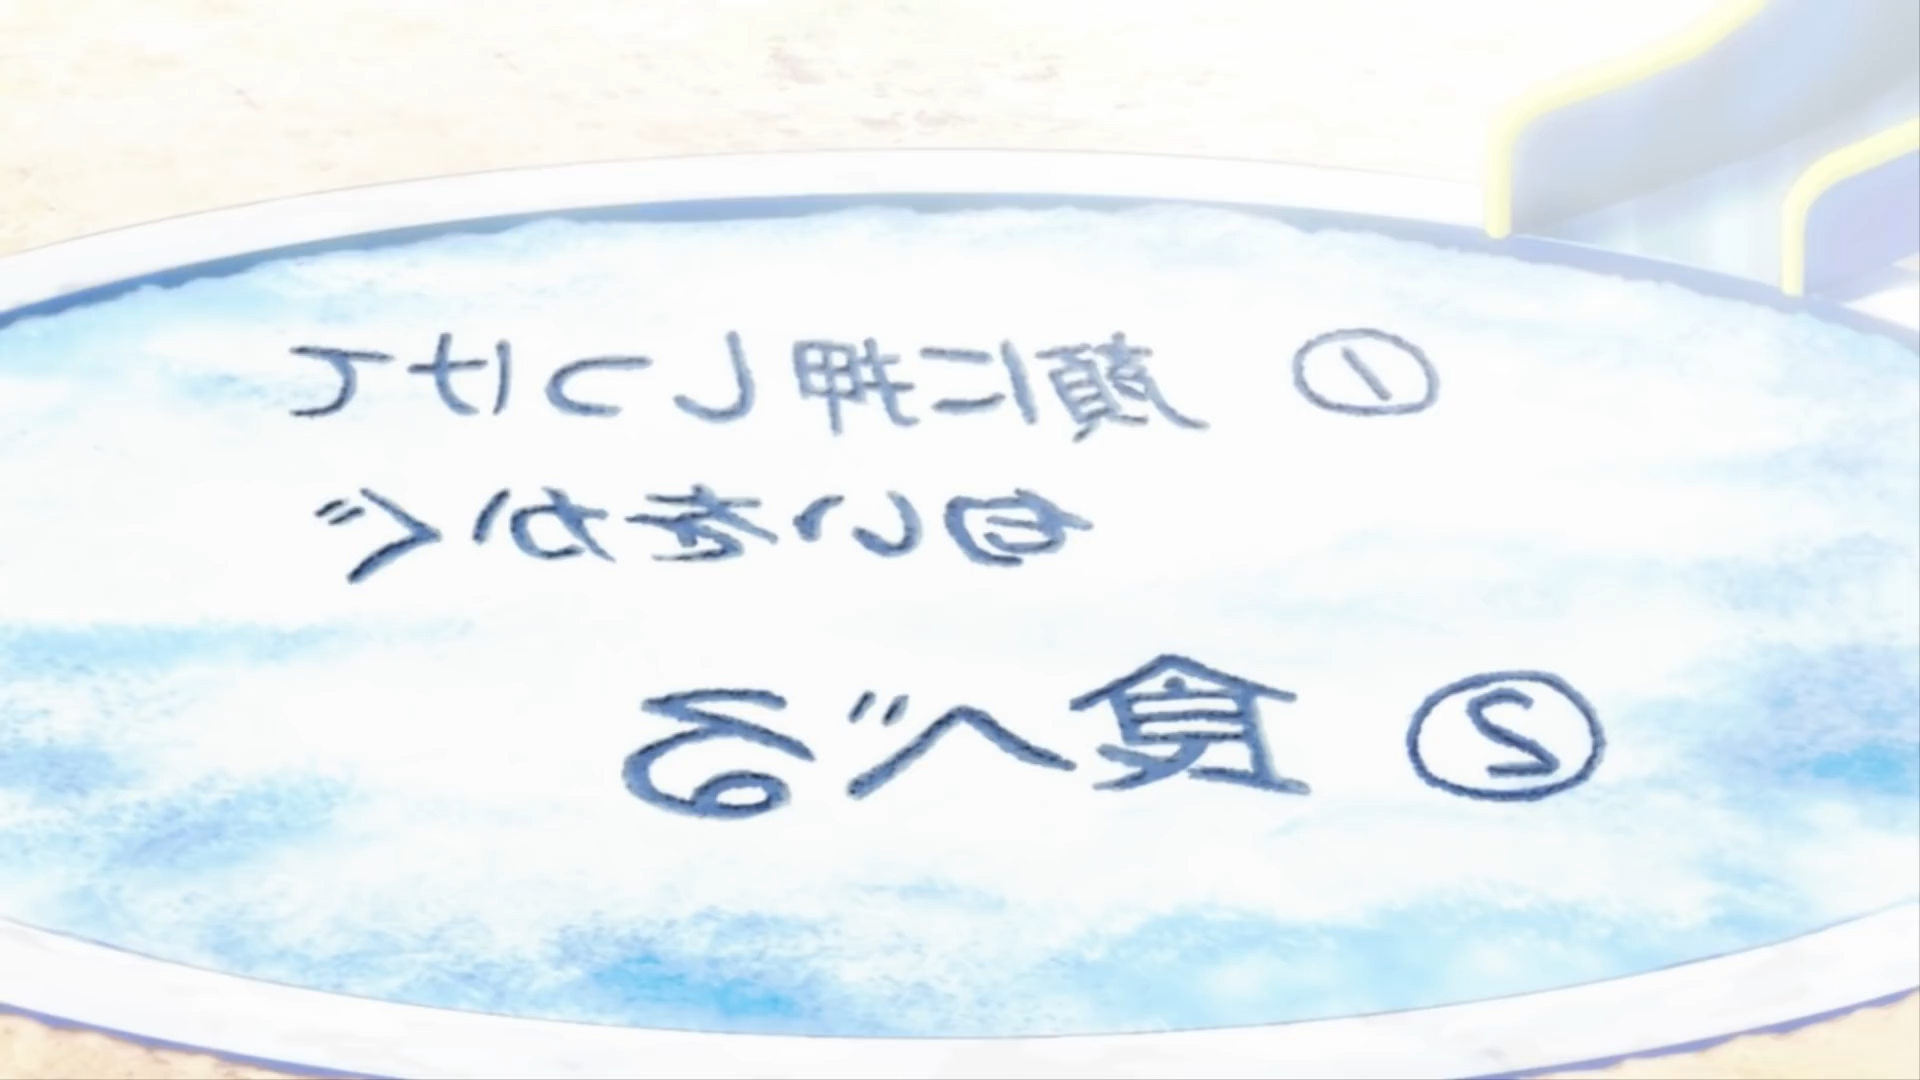 ① 顔に押しつけて
匂いをかぐ
② 食べる